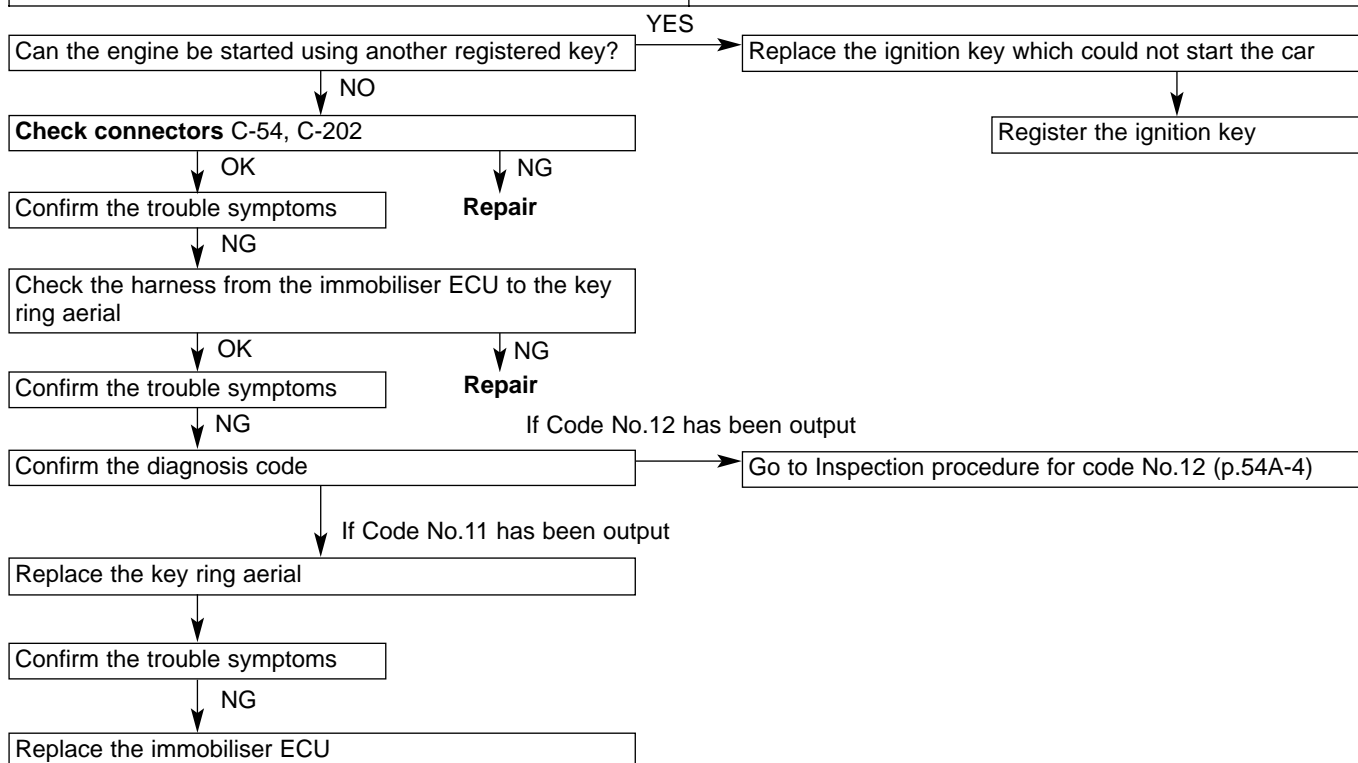 YES
Can the engine be started using another registered key?
Replace the ignition key which could not start the car
NO
Check connectors C-54, C-202
Register the ignition key
OK
NG
Confirm the trouble symptoms
Repair
NG
Check the harness from the immobiliser ECU to the key
ring aerial
OK
NG
Confirm the trouble symptoms
Repair
NG
If Code No.12 has been output
Confirm the diagnosis code
Go to Inspection procedure for code No.12 (p.54A-4)
If Code No.11 has been output
Replace the key ring aerial
Confirm the trouble symptoms
NG
Replace the immobiliser ECU